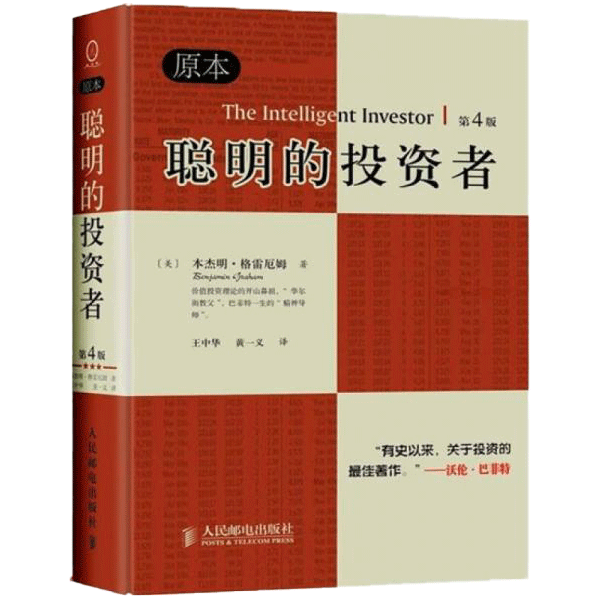 原本
The Intelligent Investor
第4版
聪明的投资者
［美］ 本杰明·格雷厄姆 著
Benjamin Graham
价值投资理论的开山鼻祖，“华尔
街教父”，巴菲特一生的“精神导
师”。
王中华 黄一义 译
“有史以来，关于投资的
最佳著作。”——沃伦·巴菲特
人民邮电出版社
POSTS & TELECOM PRESS
原本
聪明的投资者
第4版
人民邮电出版社